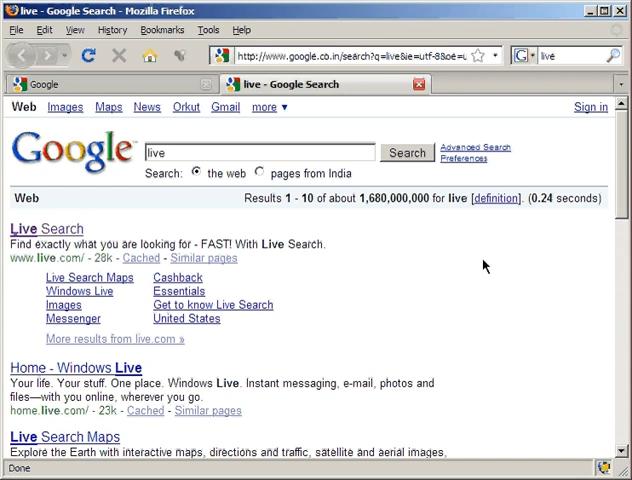 live - Google Search - Mozilla Firefox
File Edit View History Bookmarks Tools Help
http://www.google.co.in/search?q=live&ie=utf-8&oe=u
G live
Google live - Google Search
Web Images Maps News Orkut Gmail more ▼ Sign in
Google™ live Search Advanced Search
Preferences
Search: the web pages from India
Web Results 1 - 10 of about 1,680,000,000 for live [definition]. (0.24 seconds)
Live Search
Find exactly what you are looking for - FAST! With Live Search.
www.live.com/ - 28k - Cached - Similar pages
Live Search Maps Cashback
Windows Live Essentials
Images Get to know Live Search
Messenger United States
More results from live.com »
Home - Windows Live
Your life. Your stuff. One place. Windows Live. Instant messaging, e-mail, photos and
files—with you online, wherever you go.
home.live.com/ - 23k - Cached - Similar pages
Live Search Maps
Explore the Earth with interactive maps, directions and traffic, satellite and aerial images,
Done